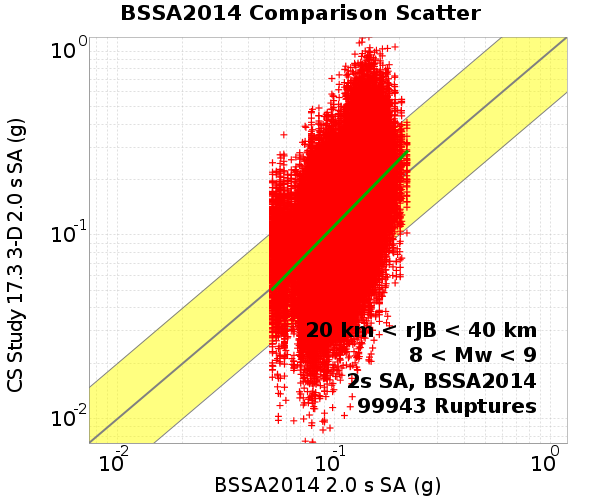 BSSA2014 Comparison Scatter
CS Study 17.3 3-D 2.0 s SA (g)
10^0
10^-1
10^-2
20 km < rJB < 40 km
8 < Mw < 9
2s SA, BSSA2014
99943 Ruptures
10^-2
10^-1
10^0
BSSA2014 2.0 s SA (g)